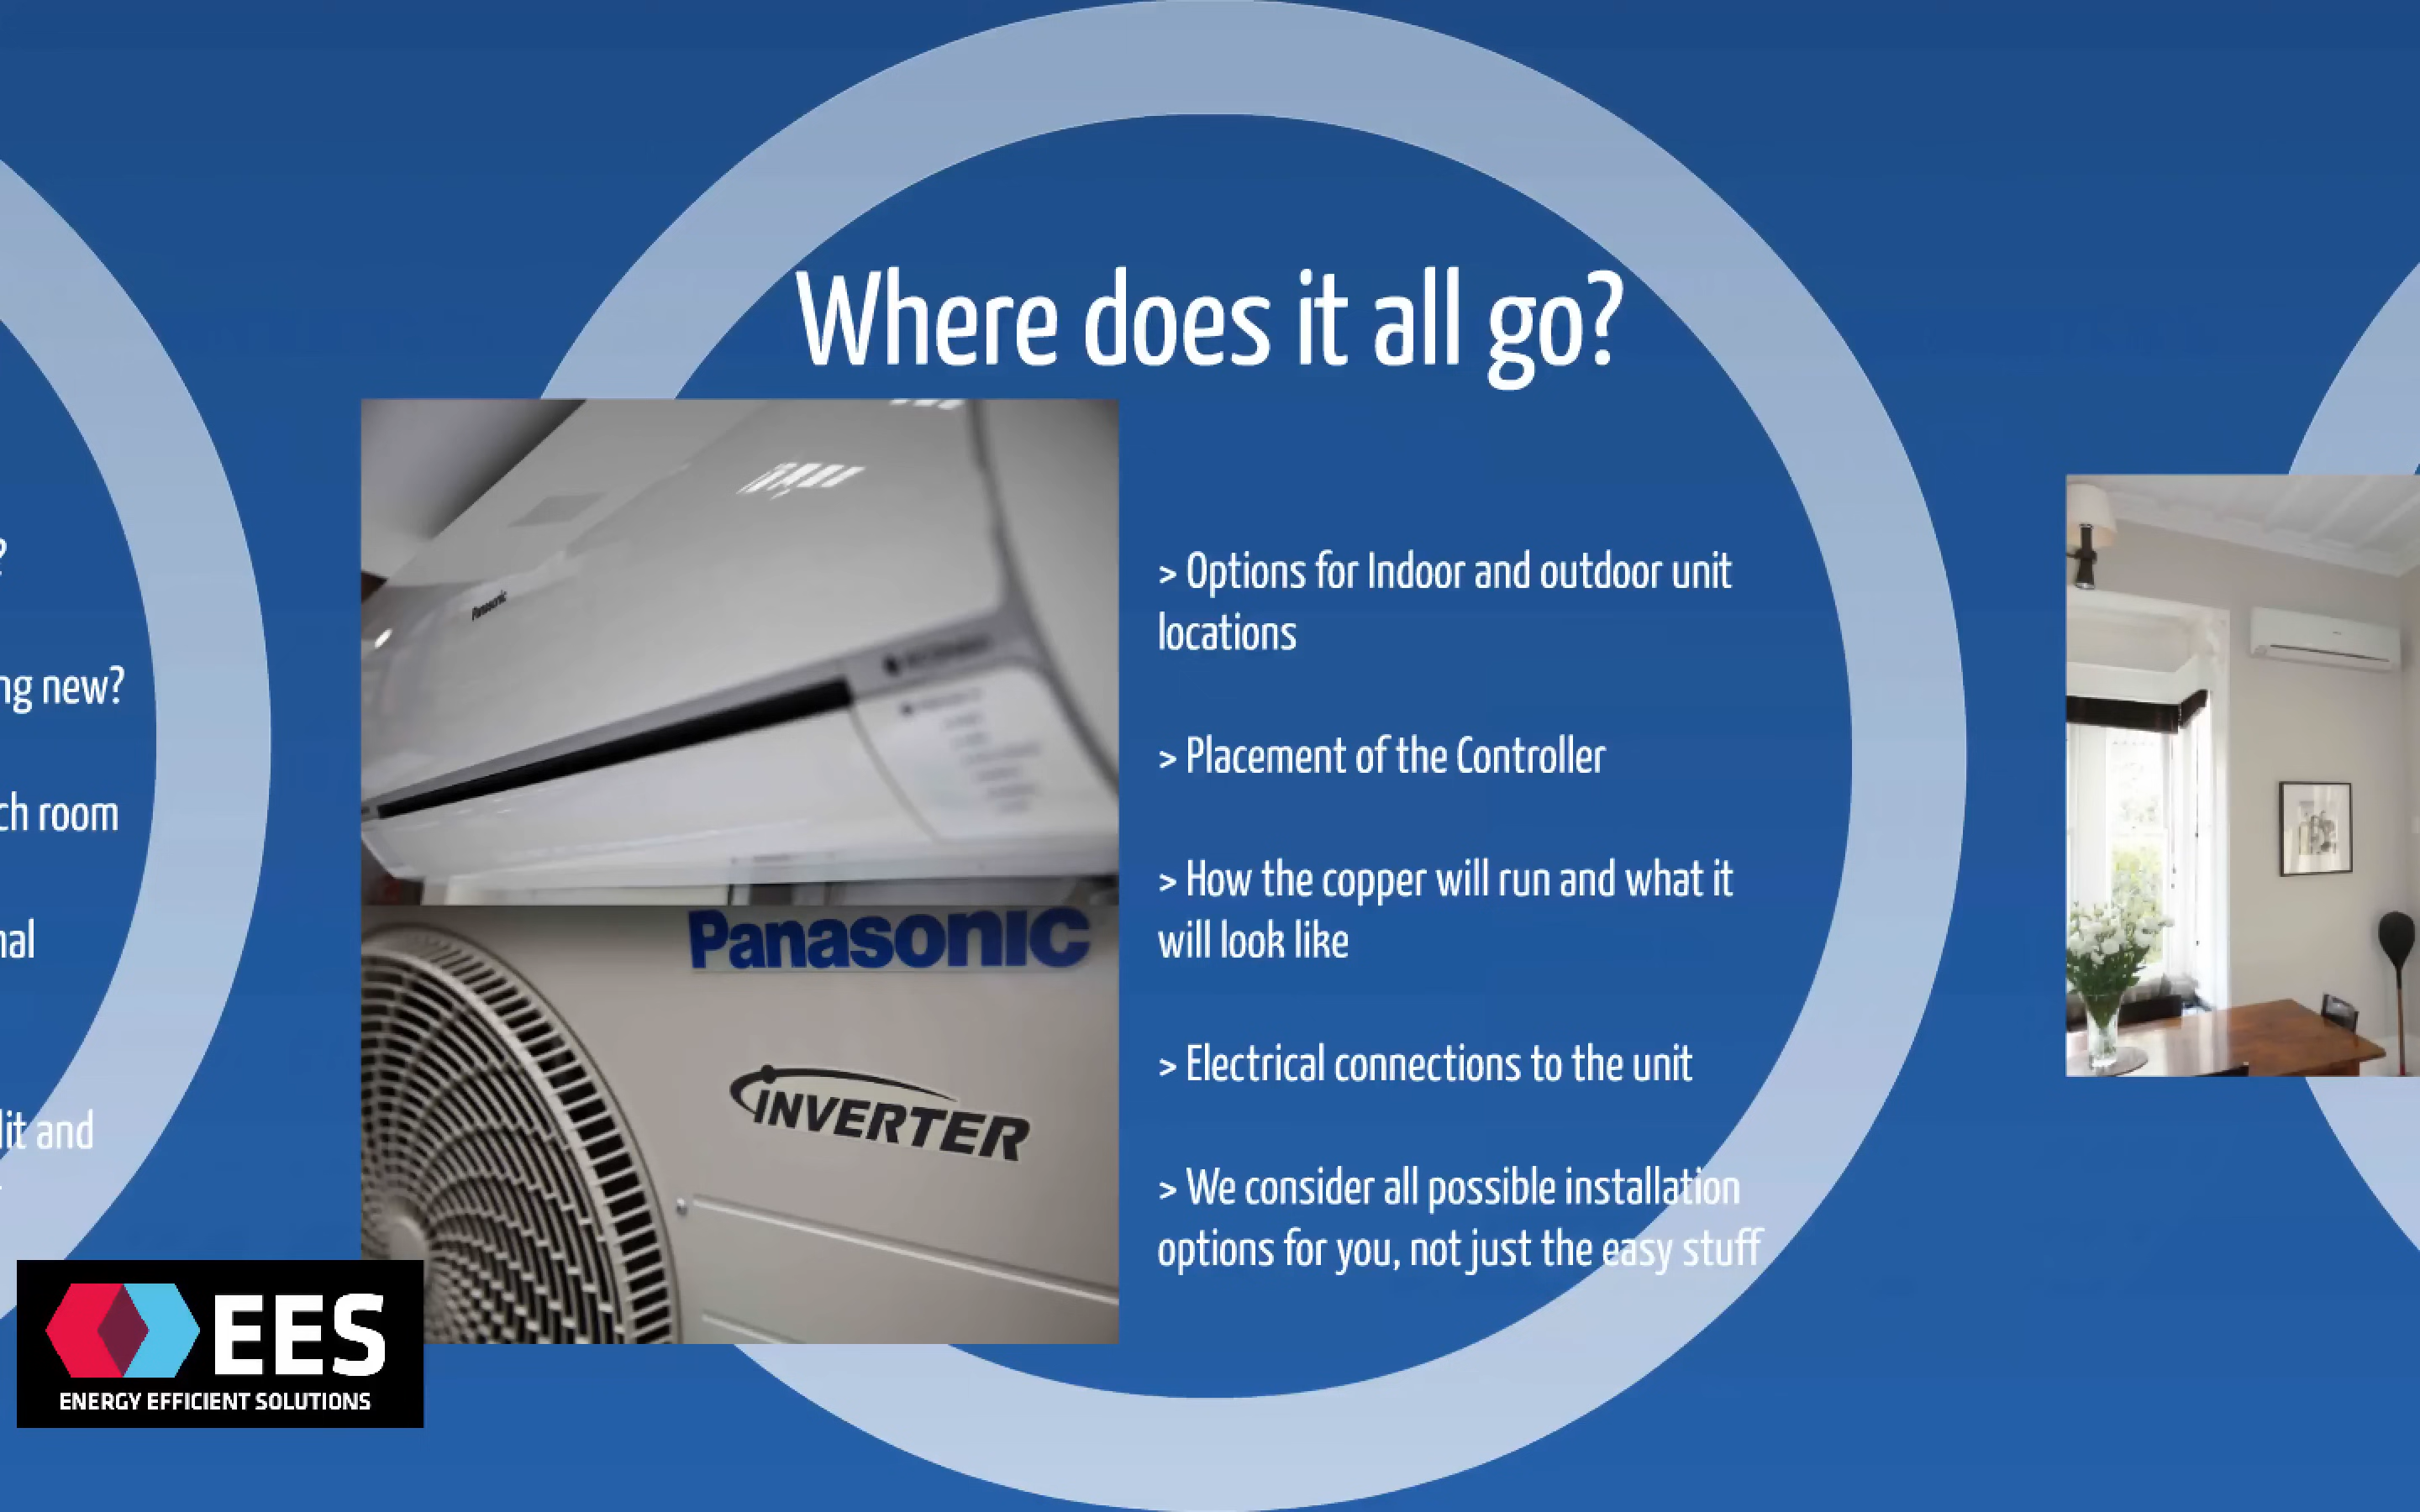 Where does it all go?
?
ng new?
ch room
nal
lit and
Panasonic
Panasonic
INVERTER
> Options for Indoor and outdoor unit
locations
> Placement of the Controller
> How the copper will run and what it
will look like
> Electrical connections to the unit
> We consider all possible installation
options for you, not just the easy stuff
EES
ENERGY EFFICIENT SOLUTIONS